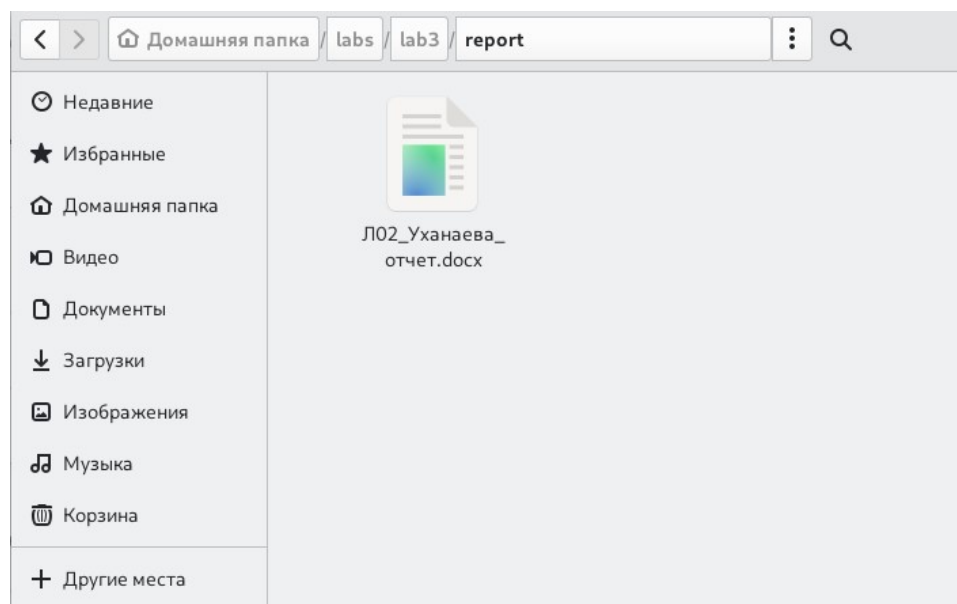 Домашняя папка / labs / lab3 / report
Недавние
Избранные
Домашняя папка
Видео
Документы
Загрузки
Изображения
Музыка
Корзина
Другие места
Л02_Уханаева_
отчет.docx